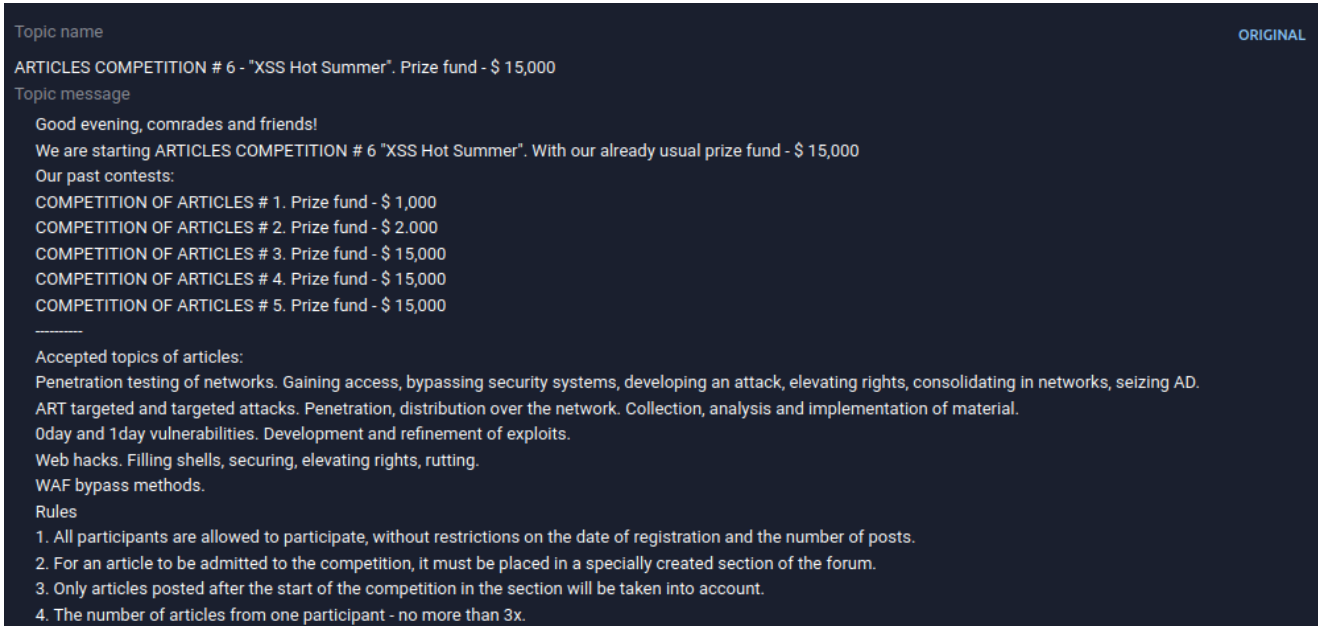 Topic name
ORIGINAL
ARTICLES COMPETITION # 6 - "XSS Hot Summer". Prize fund - $ 15,000
Topic message
Good evening, comrades and friends!
We are starting ARTICLES COMPETITION # 6 "XSS Hot Summer". With our already usual prize fund - $ 15,000
Our past contests:
COMPETITION OF ARTICLES # 1. Prize fund - $ 1,000
COMPETITION OF ARTICLES # 2. Prize fund - $ 2.000
COMPETITION OF ARTICLES # 3. Prize fund - $ 15,000
COMPETITION OF ARTICLES # 4. Prize fund - $ 15,000
COMPETITION OF ARTICLES # 5. Prize fund - $ 15,000
----------
Accepted topics of articles:
Penetration testing of networks. Gaining access, bypassing security systems, developing an attack, elevating rights, consolidating in networks, seizing AD.
ART targeted and targeted attacks. Penetration, distribution over the network. Collection, analysis and implementation of material.
0day and 1day vulnerabilities. Development and refinement of exploits.
Web hacks. Filling shells, securing, elevating rights, rutting.
WAF bypass methods.
Rules
1. All participants are allowed to participate, without restrictions on the date of registration and the number of posts.
2. For an article to be admitted to the competition, it must be placed in a specially created section of the forum.
3. Only articles posted after the start of the competition in the section will be taken into account.
4. The number of articles from one participant - no more than 3x.